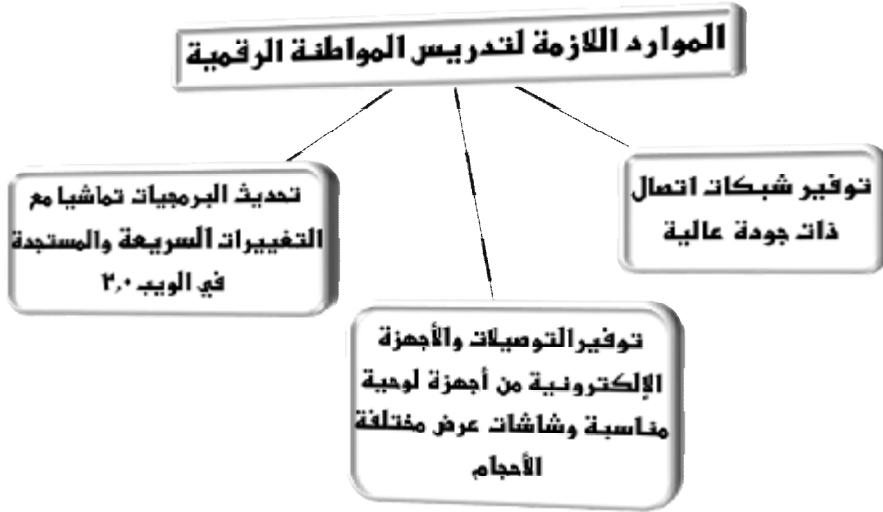 الموارد اللازمة لتدريس المواطنة الرقمية
توفير شبكات اتصال
ذات جودة عالية
توفير التوصيلات والأجهزة
الإلكترونية من أجهزة لوحية
مناسبة وشاشات عرض مختلفة
الأحجام
تحديث البرمجيات تماشيا مع
التغييرات السريعة والمستجدة
في الويب ٣,٠